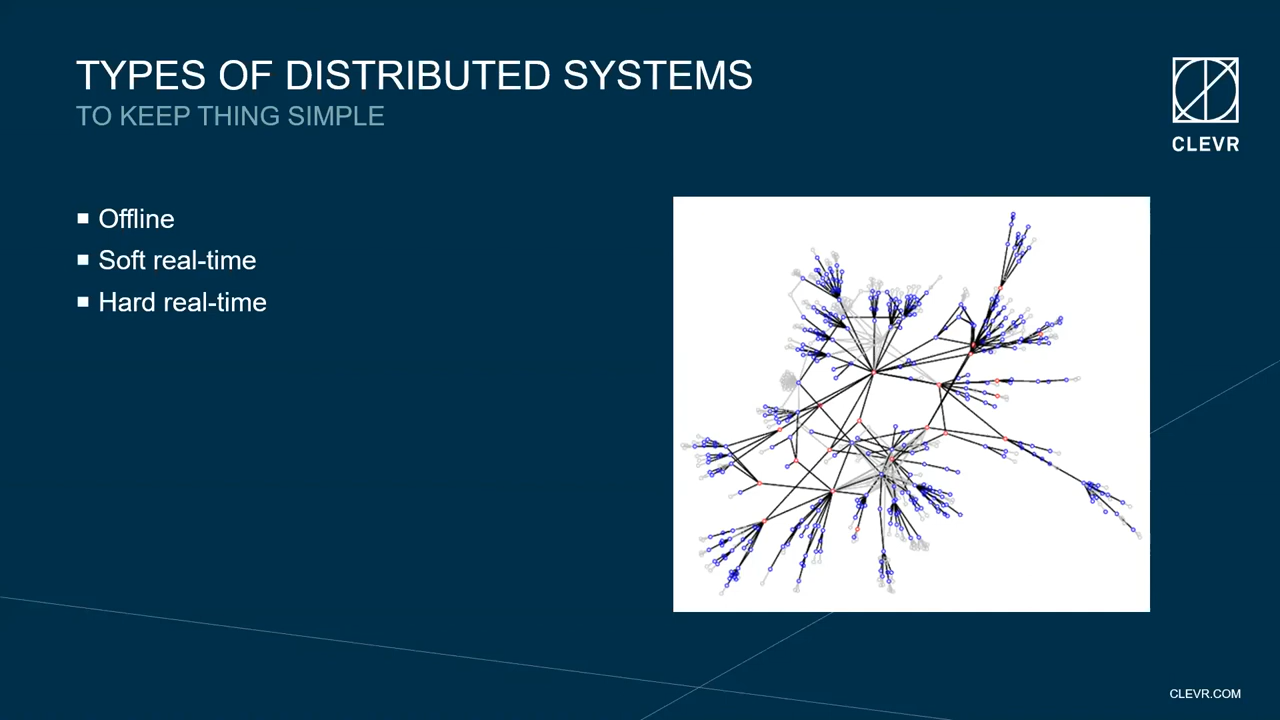 TYPES OF DISTRIBUTED SYSTEMS
TO KEEP THING SIMPLE
CLEVR
▪ Offline
▪ Soft real-time
▪ Hard real-time
CLEVR.COM